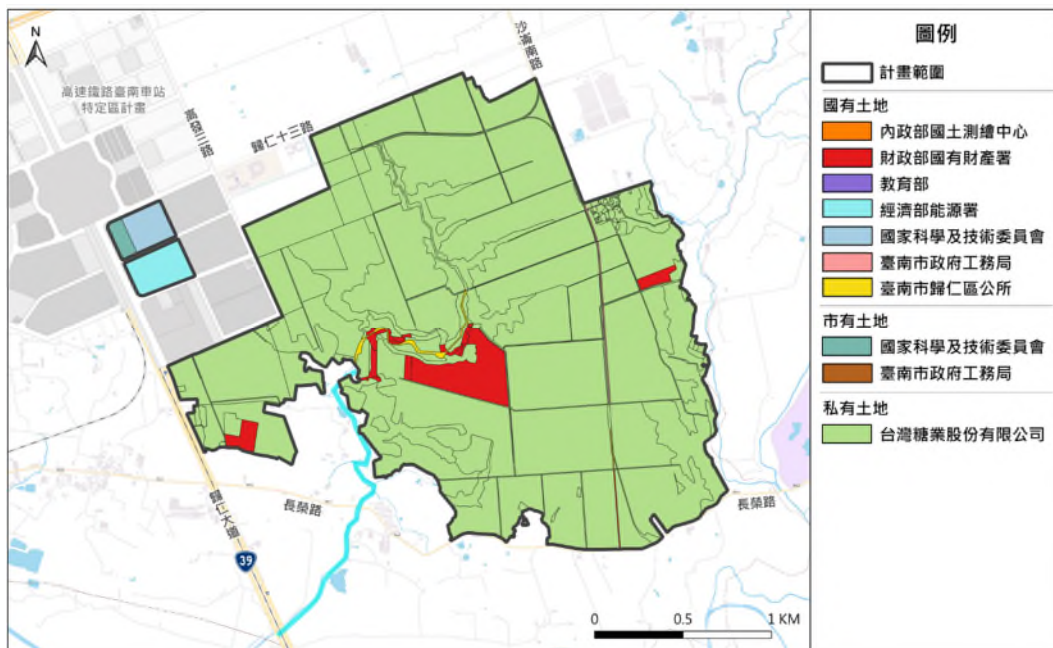 N
沙崙南路
高速鐵路臺南車站
特定區計畫
高發三路
歸仁十三路
長榮路
長榮路
歸仁大道
39
0
0.5
1 KM
圖例
計畫範圍
國有土地
內政部國土測繪中心
財政部國有財產署
教育部
經濟部能源署
國家科學及技術委員會
臺南市政府工務局
臺南市歸仁區公所
市有土地
國家科學及技術委員會
臺南市政府工務局
私有土地
台灣糖業股份有限公司